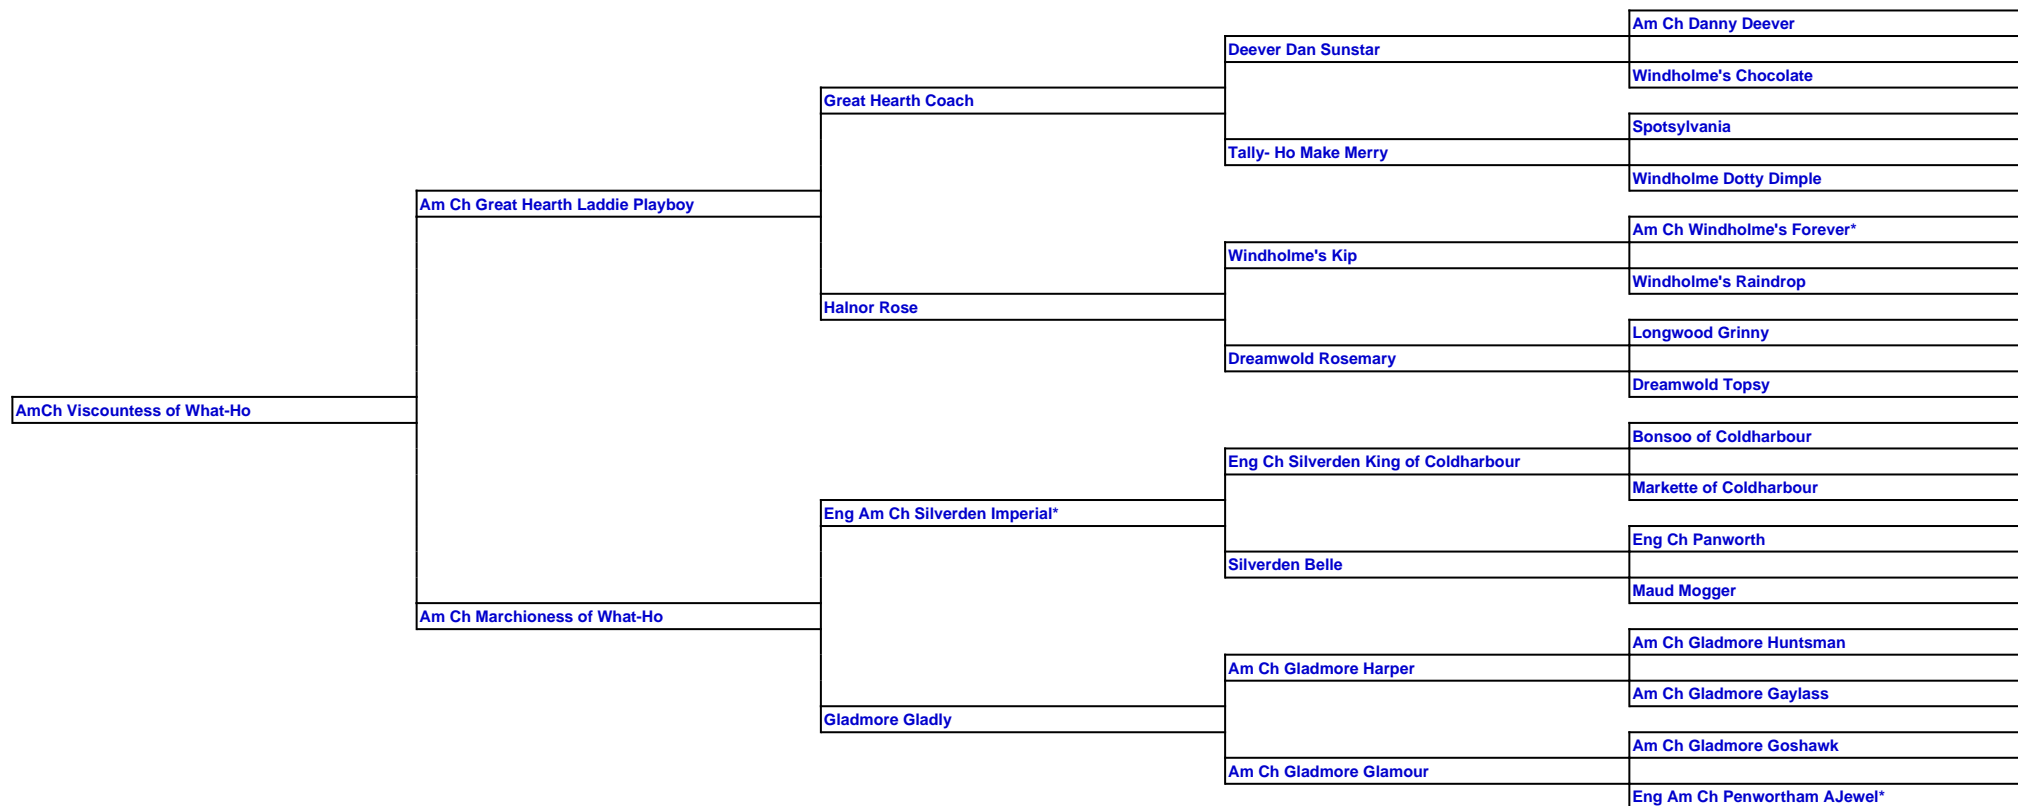 Am Ch Danny Deever
Deever Dan Sunstar
Windholme's Chocolate
Great Hearth Coach
Spotsylvania
Tally- Ho Make Merry
Windholme Dotty Dimple
Am Ch Great Hearth Laddie Playboy
Am Ch Windholme's Forever*
Windholme's Kip
Windholme's Raindrop
Halnor Rose
Longwood Grinny
Dreamwold Rosemary
Dreamwold Topsy
AmCh Viscountess of What-Ho
Bonsoo of Coldharbour
Eng Ch Silverden King of Coldharbour
Markette of Coldharbour
Eng Am Ch Silverden Imperial*
Eng Ch Panworth
Silverden Belle
Maud Mogger
Am Ch Marchioness of What-Ho
Am Ch Gladmore Huntsman
Am Ch Gladmore Harper
Am Ch Gladmore Gaylass
Gladmore Gladly
Am Ch Gladmore Goshawk
Am Ch Gladmore Glamour
Eng Am Ch Penwortham AJewel*